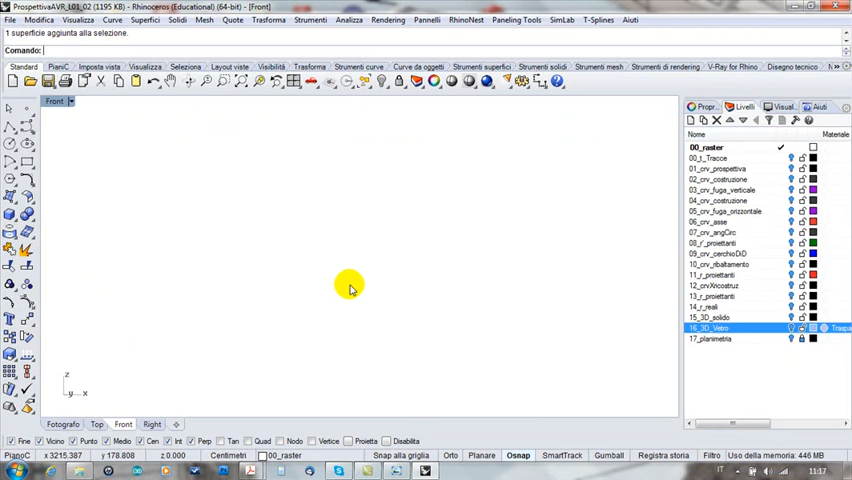 ProspettivaAVR_L01_02 (1195 KB) - Rhinoceros (Educational) (64-bit) - [Front]
File Modifica Visualizza Curve Superfici Solidi Mesh Quote Trasforma Strumenti Analizza Rendering Pannelli RhinoNest Paneling Tools SimLab T-Splines Aiuti
1 superficie aggiunta alla selezione.
Comando:
Standard PianiC Imposta vista Visualizza Seleziona Layout viste Visibilità Trasforma Strumenti curve Strumenti superfici Strumenti solidi Strumenti mesh Strumenti di rendering V-Ray for Rhino Disegno tecnico
Front
Propr... Livelli Visual... Aiuti
Nome Materiale
00_raster
00_t_Tracce
01_crv_prospettiva
02_crv_costruzione
03_crv_fuga_verticale
04_crv_costruzione
05_crv_fuga_orizzontale
06_crv_asse
07_crv_angCirc
08_r'_proiettanti
09_crv_cerchioDiD
10_crv_ribaltamento
11_r_proiettanti
12_crvXricostruz
13_r_proiettanti
14_r_reali
15_3D_solido
16_3D_Vetro Traspa
17_planimetria
z
y x
Fotografo Top Front Right
Fine Vicino Punto Medio Cen Int Perp Tan Quad Nodo Vertice Proietta Disabilita
PianoC x 3215.387 y 178.808 z 0.000 Centimetri 00_raster Snap alla griglia Orto Planare Osnap SmartTrack Gumball Registra storia Filtro Uso della memoria: 446 MB
IT 11:17